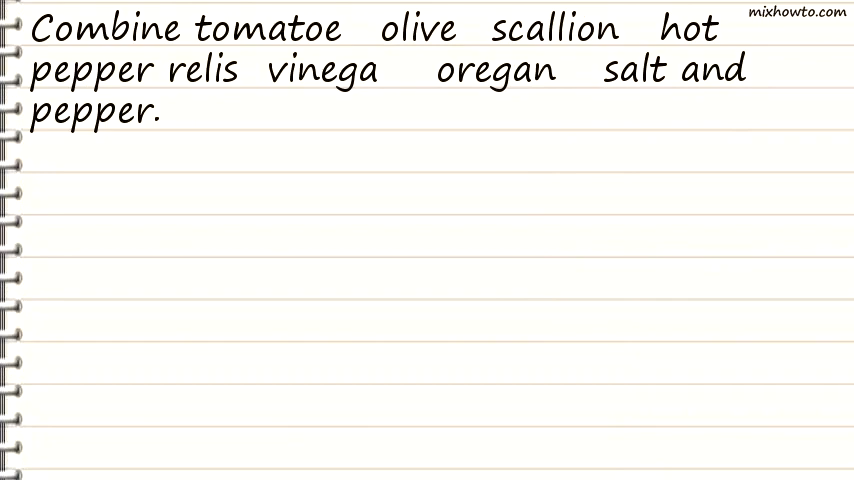 mixhowto.com
Combine tomatoe olive scallion hot
pepper relis vinega oregan salt and
pepper.